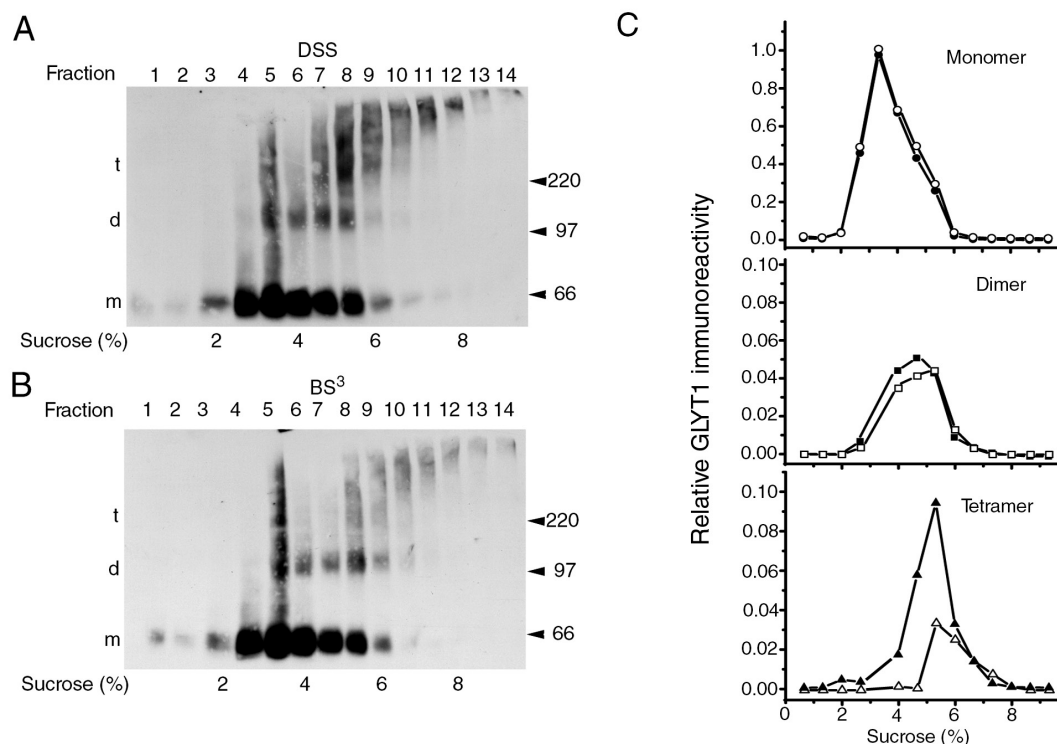 A
DSS
Fraction 1 2 3 4 5 6 7 8 9 10 11 12 13 14
t
220
d
97
m
66
Sucrose (%) 2 4 6 8
B
BS3
Fraction 1 2 3 4 5 6 7 8 9 10 11 12 13 14
t
220
d
97
m
66
Sucrose (%) 2 4 6 8
C
Relative GLYT1 immunoreactivity
Monomer
1.0
0.8
0.6
0.4
0.2
0.0
Dimer
0.10
0.08
0.06
0.04
0.02
0.00
Tetramer
0.10
0.08
0.06
0.04
0.02
0.00
0 2 4 6 8
Sucrose (%)